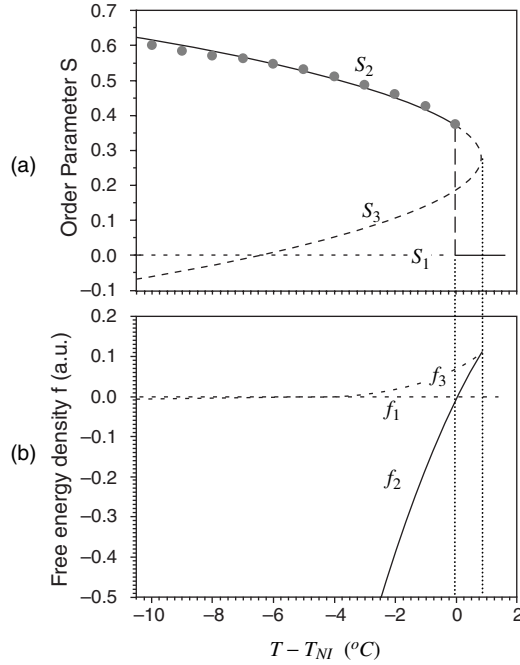 0.7
0.6
0.5
0.4
0.3
0.2
0.1
0.0
−0.1
Order Parameter S
(a)
S2
S3
S1
0.2
0.1
0.0
−0.1
−0.2
−0.3
−0.4
−0.5
Free energy density f (a.u.)
(b)
f3
f1
f2
−10 −8 −6 −4 −2 0 2
T − TNI (°C)